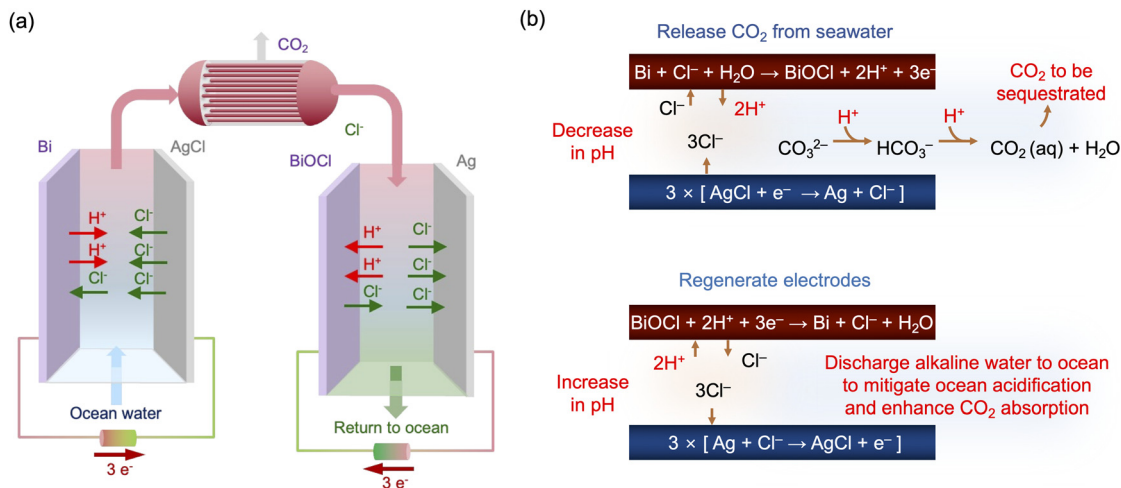 (a)
CO₂
Cl⁻
Bi
AgCl
H⁺
Cl⁻
H⁺
Cl⁻
Cl⁻
Cl⁻
Ocean water
3 e⁻
BiOCl
Ag
H⁺
Cl⁻
H⁺
Cl⁻
Cl⁻
Cl⁻
Return to ocean
3 e⁻
(b)
Release CO₂ from seawater
Bi + Cl⁻ + H₂O → BiOCl + 2H⁺ + 3e⁻
Cl⁻
2H⁺
Decrease
in pH
3Cl⁻
3 × [ AgCl + e⁻ → Ag + Cl⁻ ]
CO₂ to be
sequestrated
H⁺
H⁺
CO₃²⁻
HCO₃⁻
CO₂ (aq) + H₂O
Regenerate electrodes
BiOCl + 2H⁺ + 3e⁻ → Bi + Cl⁻ + H₂O
2H⁺
Cl⁻
Increase
in pH
3Cl⁻
3 × [ Ag + Cl⁻ → AgCl + e⁻ ]
Discharge alkaline water to ocean
to mitigate ocean acidification
and enhance CO₂ absorption